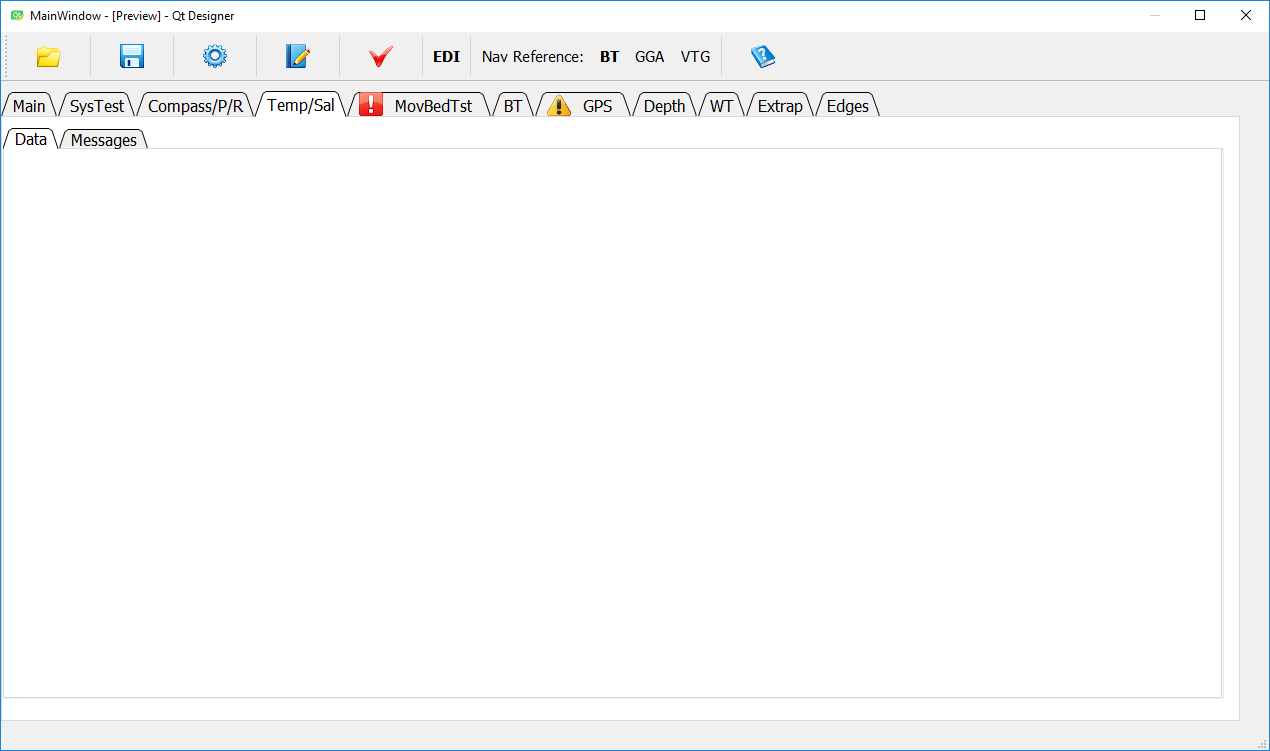 MainWindow - [Preview] - Qt Designer
EDI Nav Reference: BT GGA VTG
Main SysTest Compass/P/R Temp/Sal MovBedTst BT GPS Depth WT Extrap Edges
Data Messages